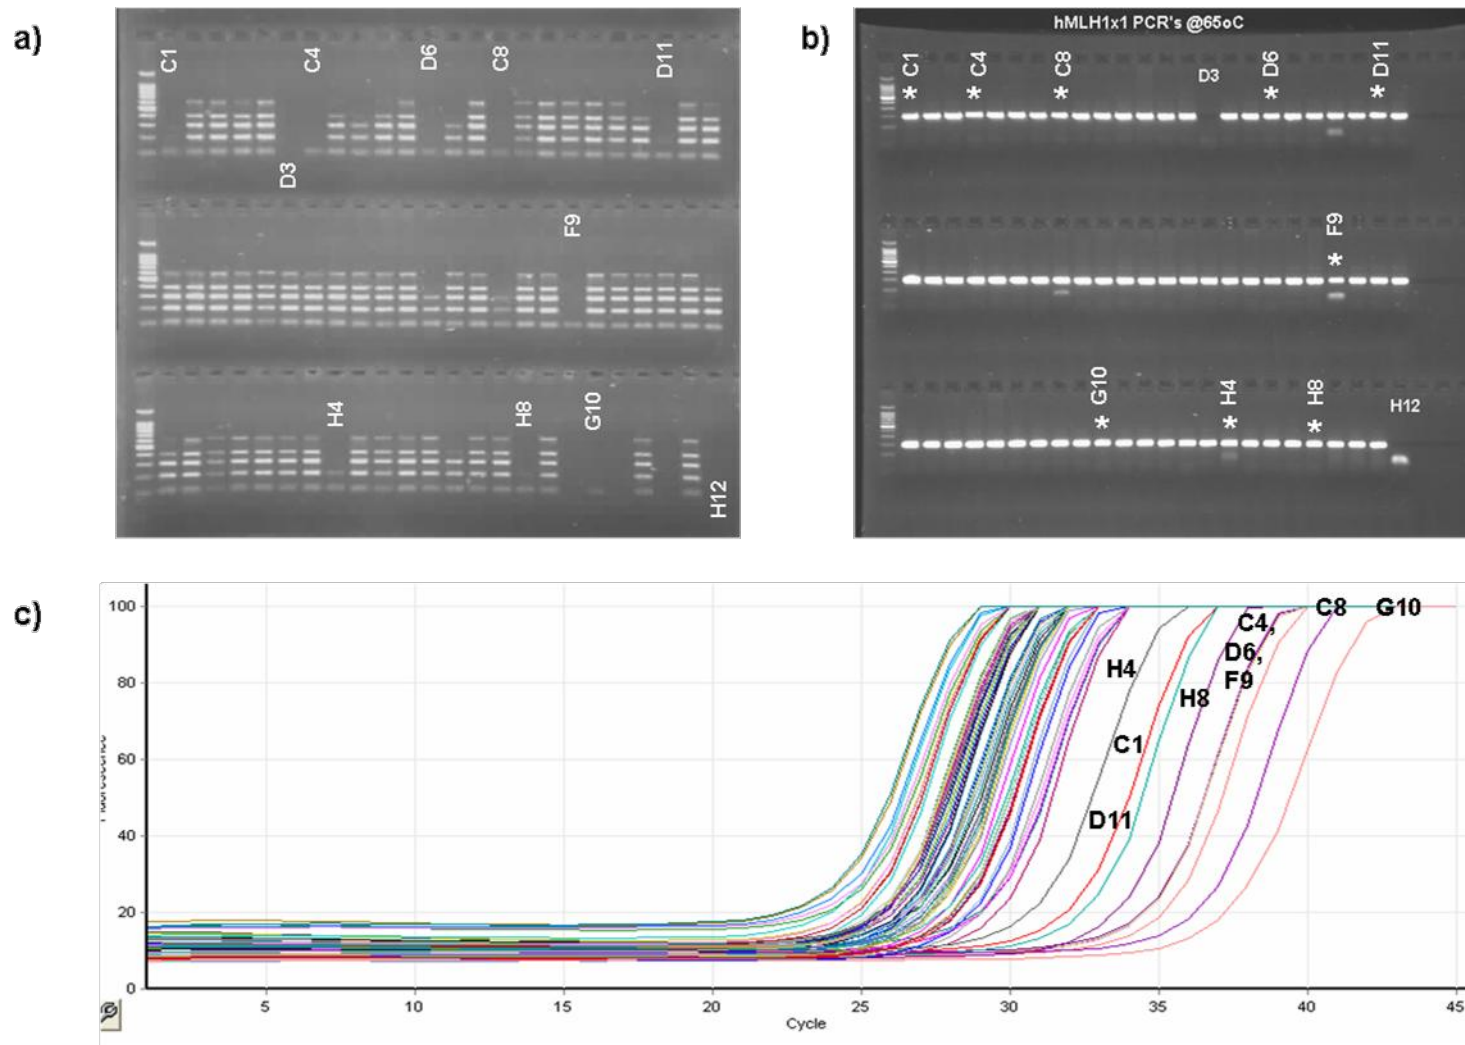 a)
C1
C4
D6
C8
D11
D3
F9
H4
H8
G10
H12
b)
hMLH1x1 PCR's @65oC
* C1
* C4
* C8
D3
* D6
* D11
* F9
* G10
* H4
* H8
H12
c)
100
80
60
40
20
0
5
10
15
20
25
30
35
40
45
Cycle
H4
C1
D11
H8
C4,
D6,
F9
C8
G10